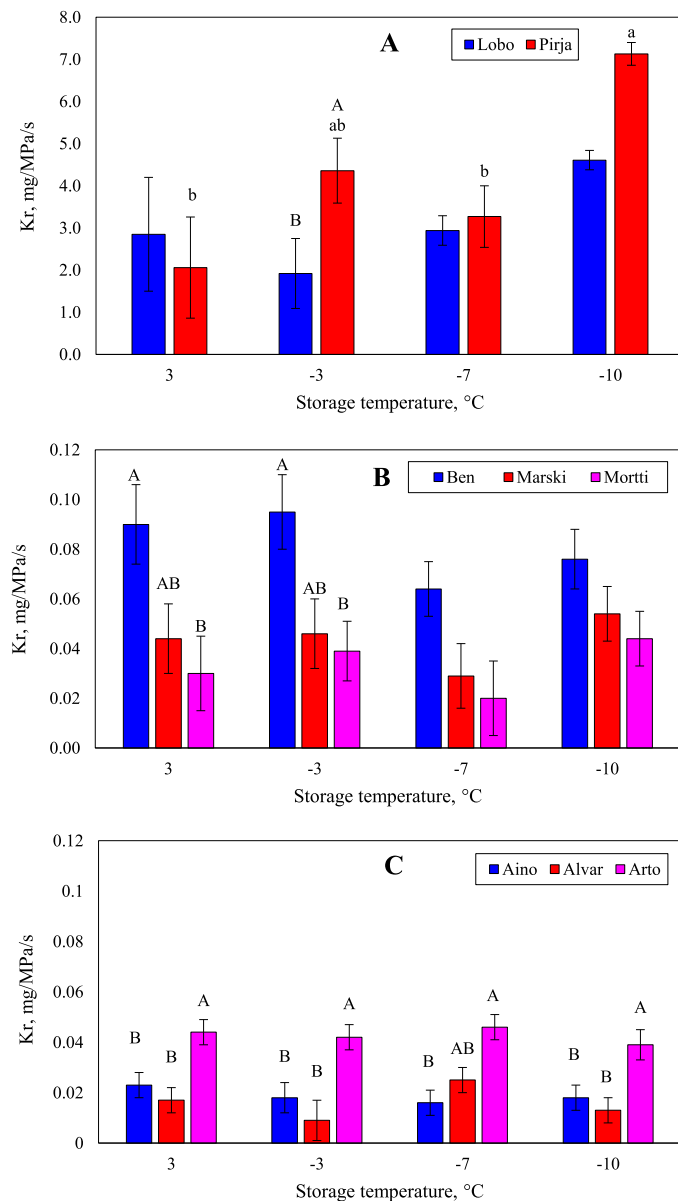 A
Lobo Pirja
8.0
7.0
6.0
5.0
4.0
3.0
2.0
1.0
0.0
Kr, mg/MPa/s
b
B
A
ab
b
a
3 -3 -7 -10
Storage temperature, °C
B
Ben Marski Mortti
0.12
0.10
0.08
0.06
0.04
0.02
0.00
Kr, mg/MPa/s
A AB B
A AB B
3 -3 -7 -10
Storage temperature, °C
C
Aino Alvar Arto
0.12
0.1
0.08
0.06
0.04
0.02
0
Kr, mg/MPa/s
B B A
B B A
B AB A
B B A
3 -3 -7 -10
Storage temperature, °C